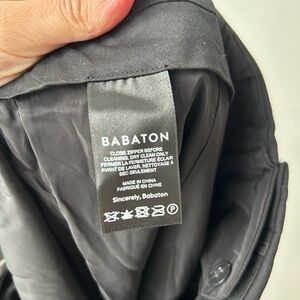 BABATON
CLOSE ZIPPER BEFORE
CLEANING, DRY CLEAN ONLY
FERMER LA FERMETURE ÉCLAIR
AVANT DE LAVER, NETTOYAGE À
SEC SEULEMENT
MADE IN CHINA
FABRIQUÉ EN CHINE
Sincerely, Babaton
P